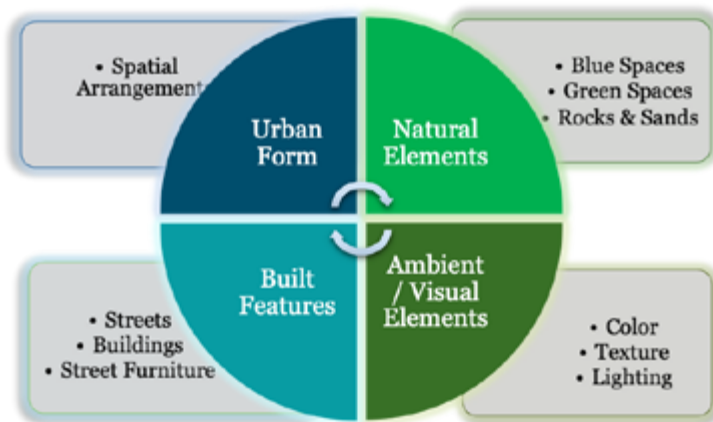 • Spatial
Arrangement
Urban
Form
Natural
Elements
• Blue Spaces
• Green Spaces
• Rocks & Sands
• Streets
• Buildings
• Street Furniture
Built
Features
Ambient
/ Visual
Elements
• Color
• Texture
• Lighting